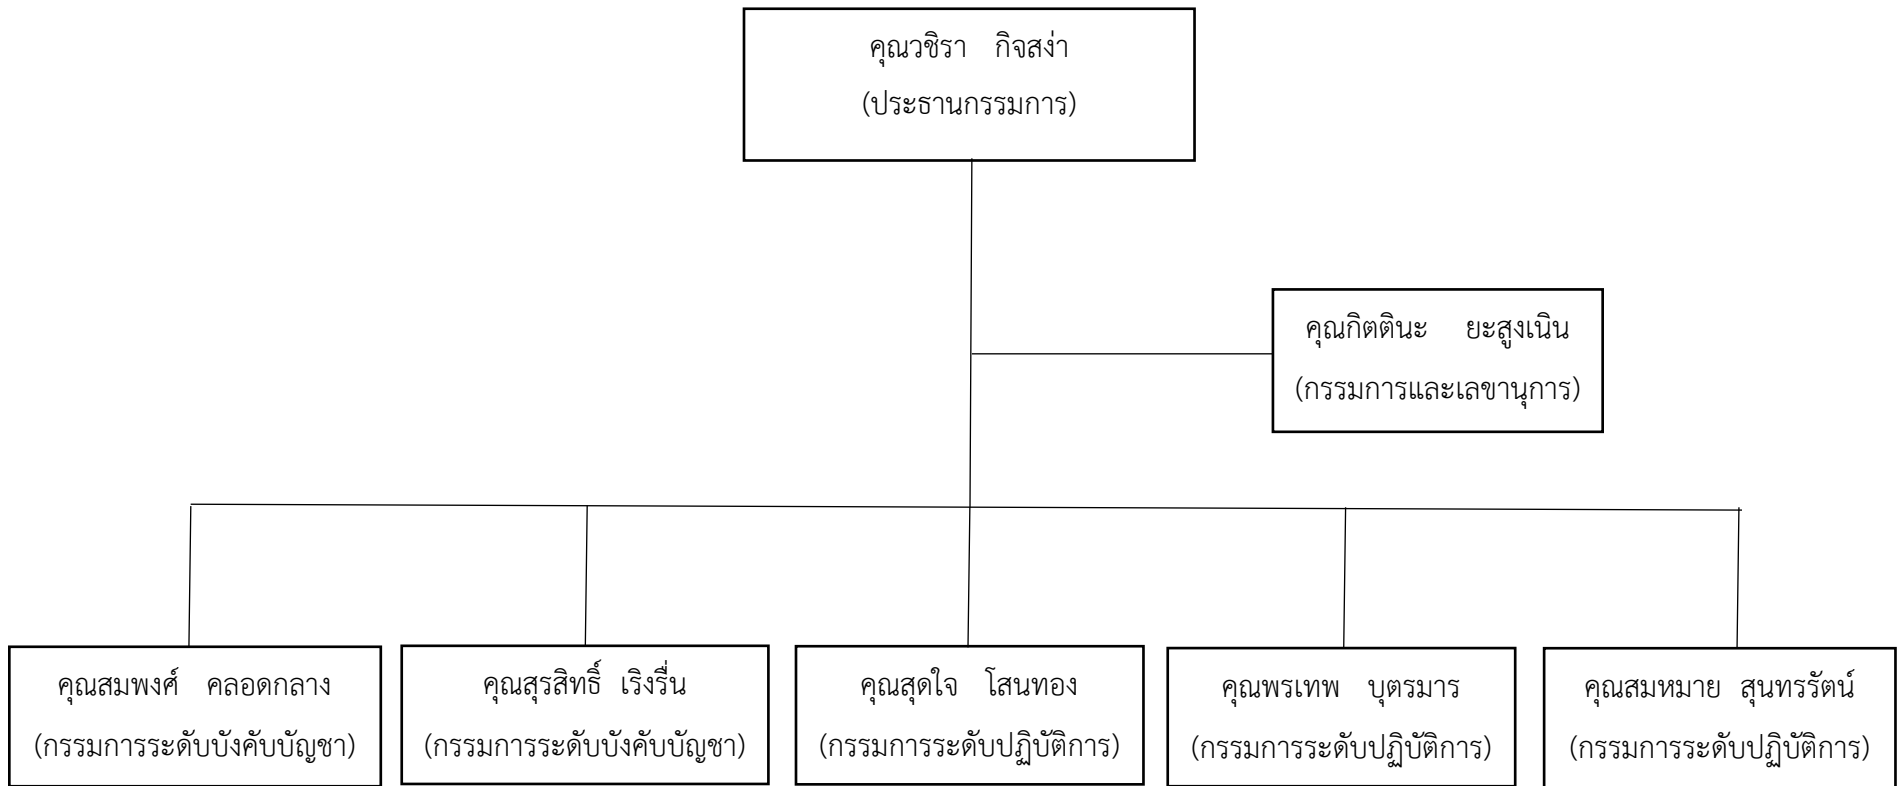 คุณวชิรา กิจสง่า
(ประธานกรรมการ)
คุณกิตตินะ ยะสูงเนิน
(กรรมการและเลขานุการ)
คุณสมพงศ์ คลอดกลาง
(กรรมการระดับบังคับบัญชา)
คุณสุรสิทธิ์ เริงรื่น
(กรรมการระดับบังคับบัญชา)
คุณสุดใจ โสนทอง
(กรรมการระดับปฏิบัติการ)
คุณพรเทพ บุตรมาร
(กรรมการระดับปฏิบัติการ)
คุณสมหมาย สุนทรรัตน์
(กรรมการระดับปฏิบัติการ)